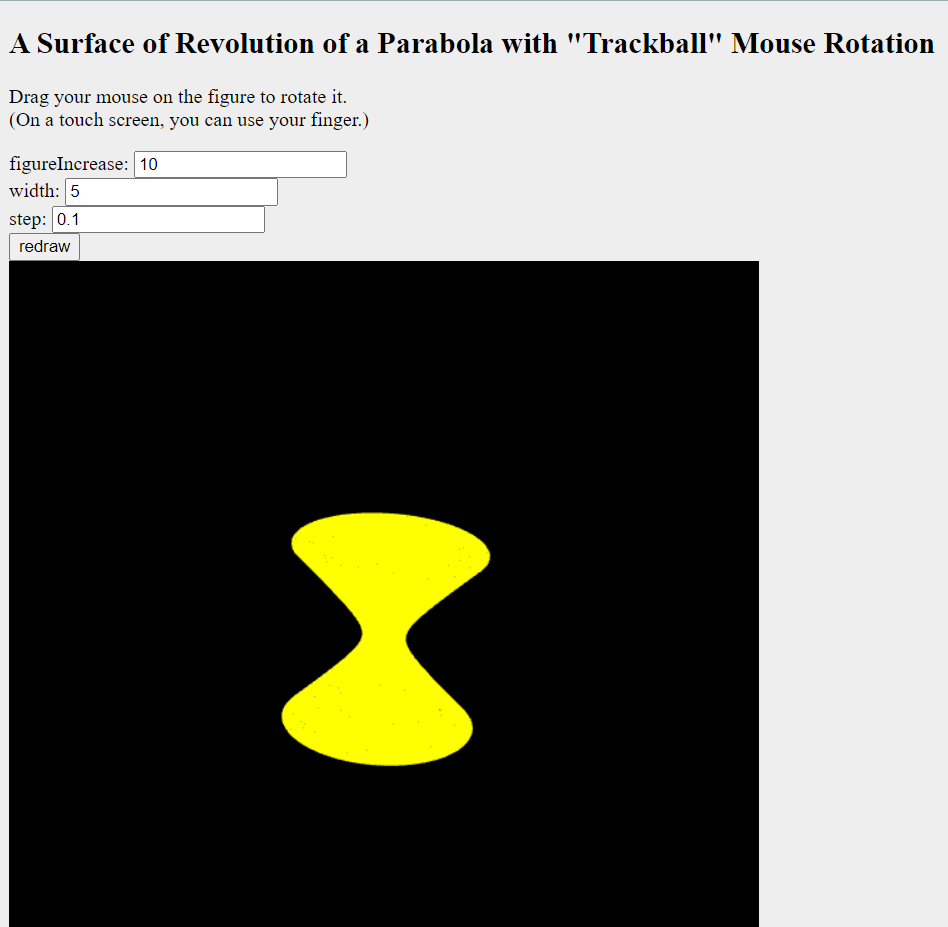 A Surface of Revolution of a Parabola with "Trackball" Mouse Rotation
Drag your mouse on the figure to rotate it.
(On a touch screen, you can use your finger.)
figureIncrease: 10
width: 5
step: 0.1
redraw